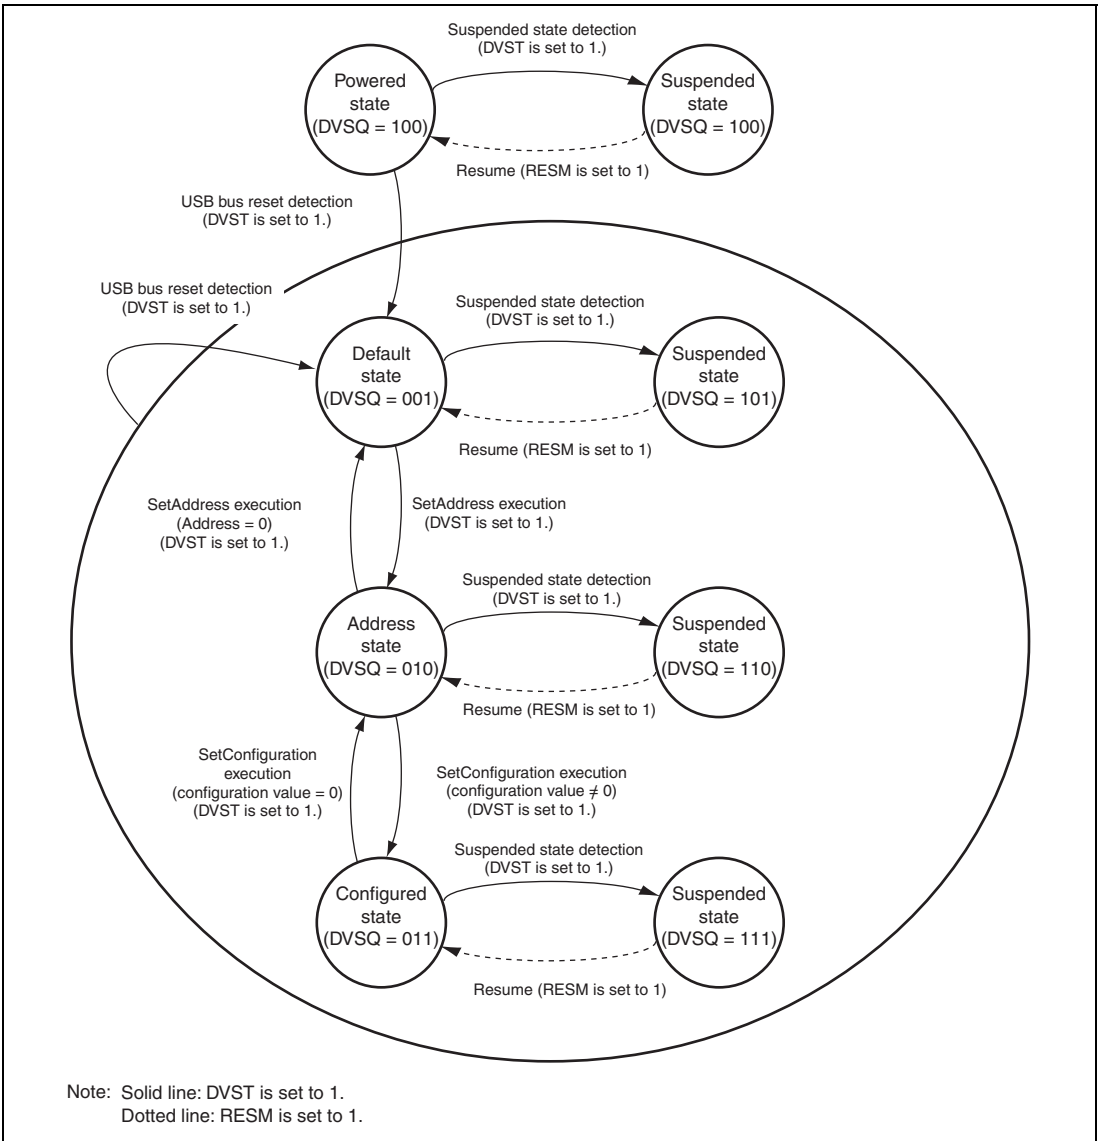 Suspended state detection
(DVST is set to 1.)
Powered
state
(DVSQ = 100)
Suspended
state
(DVSQ = 100)
Resume (RESM is set to 1)
USB bus reset detection
(DVST is set to 1.)
USB bus reset detection
(DVST is set to 1.)
Suspended state detection
(DVST is set to 1.)
Default
state
(DVSQ = 001)
Suspended
state
(DVSQ = 101)
Resume (RESM is set to 1)
SetAddress execution
(Address = 0)
(DVST is set to 1.)
SetAddress execution
(DVST is set to 1.)
Suspended state detection
(DVST is set to 1.)
Address
state
(DVSQ = 010)
Suspended
state
(DVSQ = 110)
Resume (RESM is set to 1)
SetConfiguration
execution
(configuration value = 0)
(DVST is set to 1.)
SetConfiguration execution
(configuration value ≠ 0)
(DVST is set to 1.)
Suspended state detection
(DVST is set to 1.)
Configured
state
(DVSQ = 011)
Suspended
state
(DVSQ = 111)
Resume (RESM is set to 1)
Note: Solid line: DVST is set to 1.
Dotted line: RESM is set to 1.